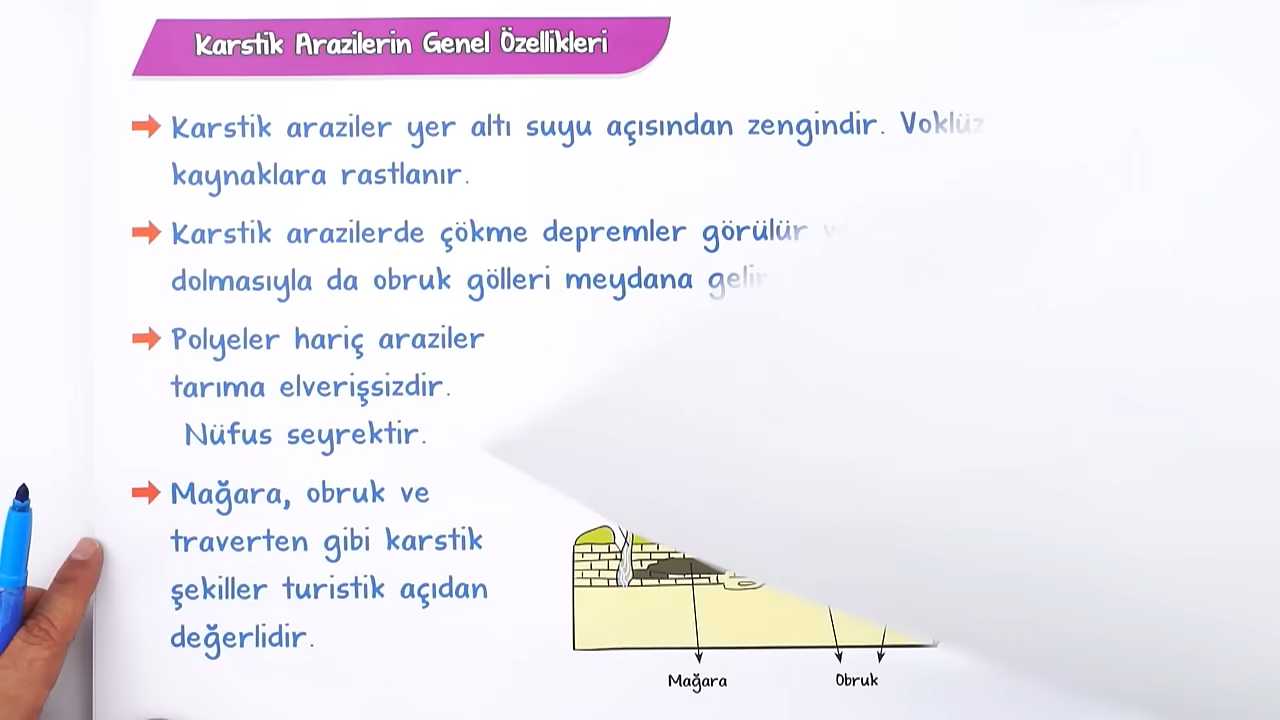 Karstik Arazilerin Genel Özellikleri
Karstik araziler yer altı suyu açısından zengindir. Voklüz
kaynaklara rastlanır.
Karstik arazilerde çökme depremler görülür
dolmasıyla da obruk gölleri meydana gelir
Polyeler hariç araziler
tarıma elverişsizdir.
Nüfus seyrektir.
Mağara, obruk ve
traverten gibi karstik
şekiller turistik açıdan
değerlidir.
Mağara
Obruk